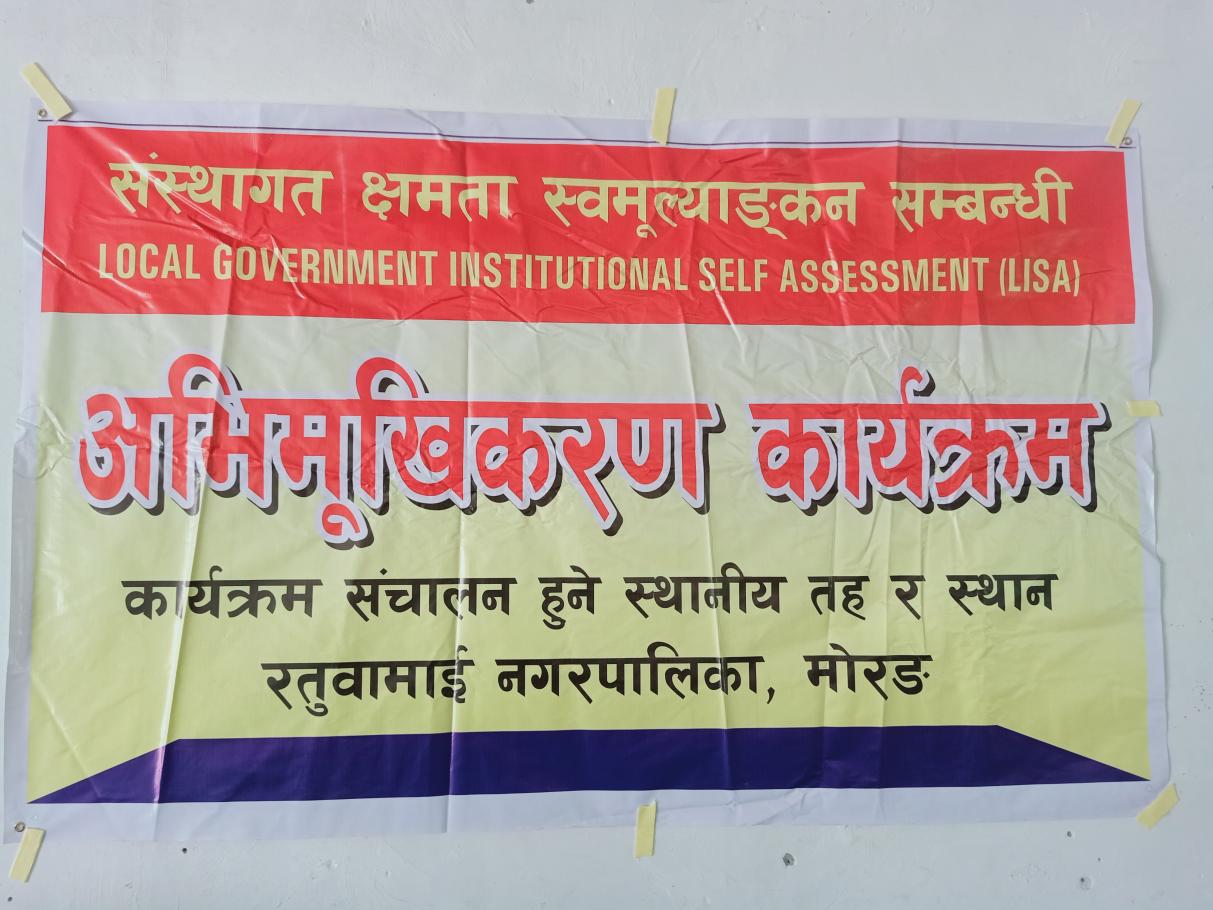 संस्थागत क्षमता स्वमूल्याङ्कन सम्बन्धी
LOCAL GOVERNMENT INSTITUTIONAL SELF ASSESSMENT (LISA)
अभिमूखिकरण कार्यक्रम
कार्यक्रम संचालन हुने स्थानीय तह र स्थान
रतुवामाई नगरपालिका, मोरङ